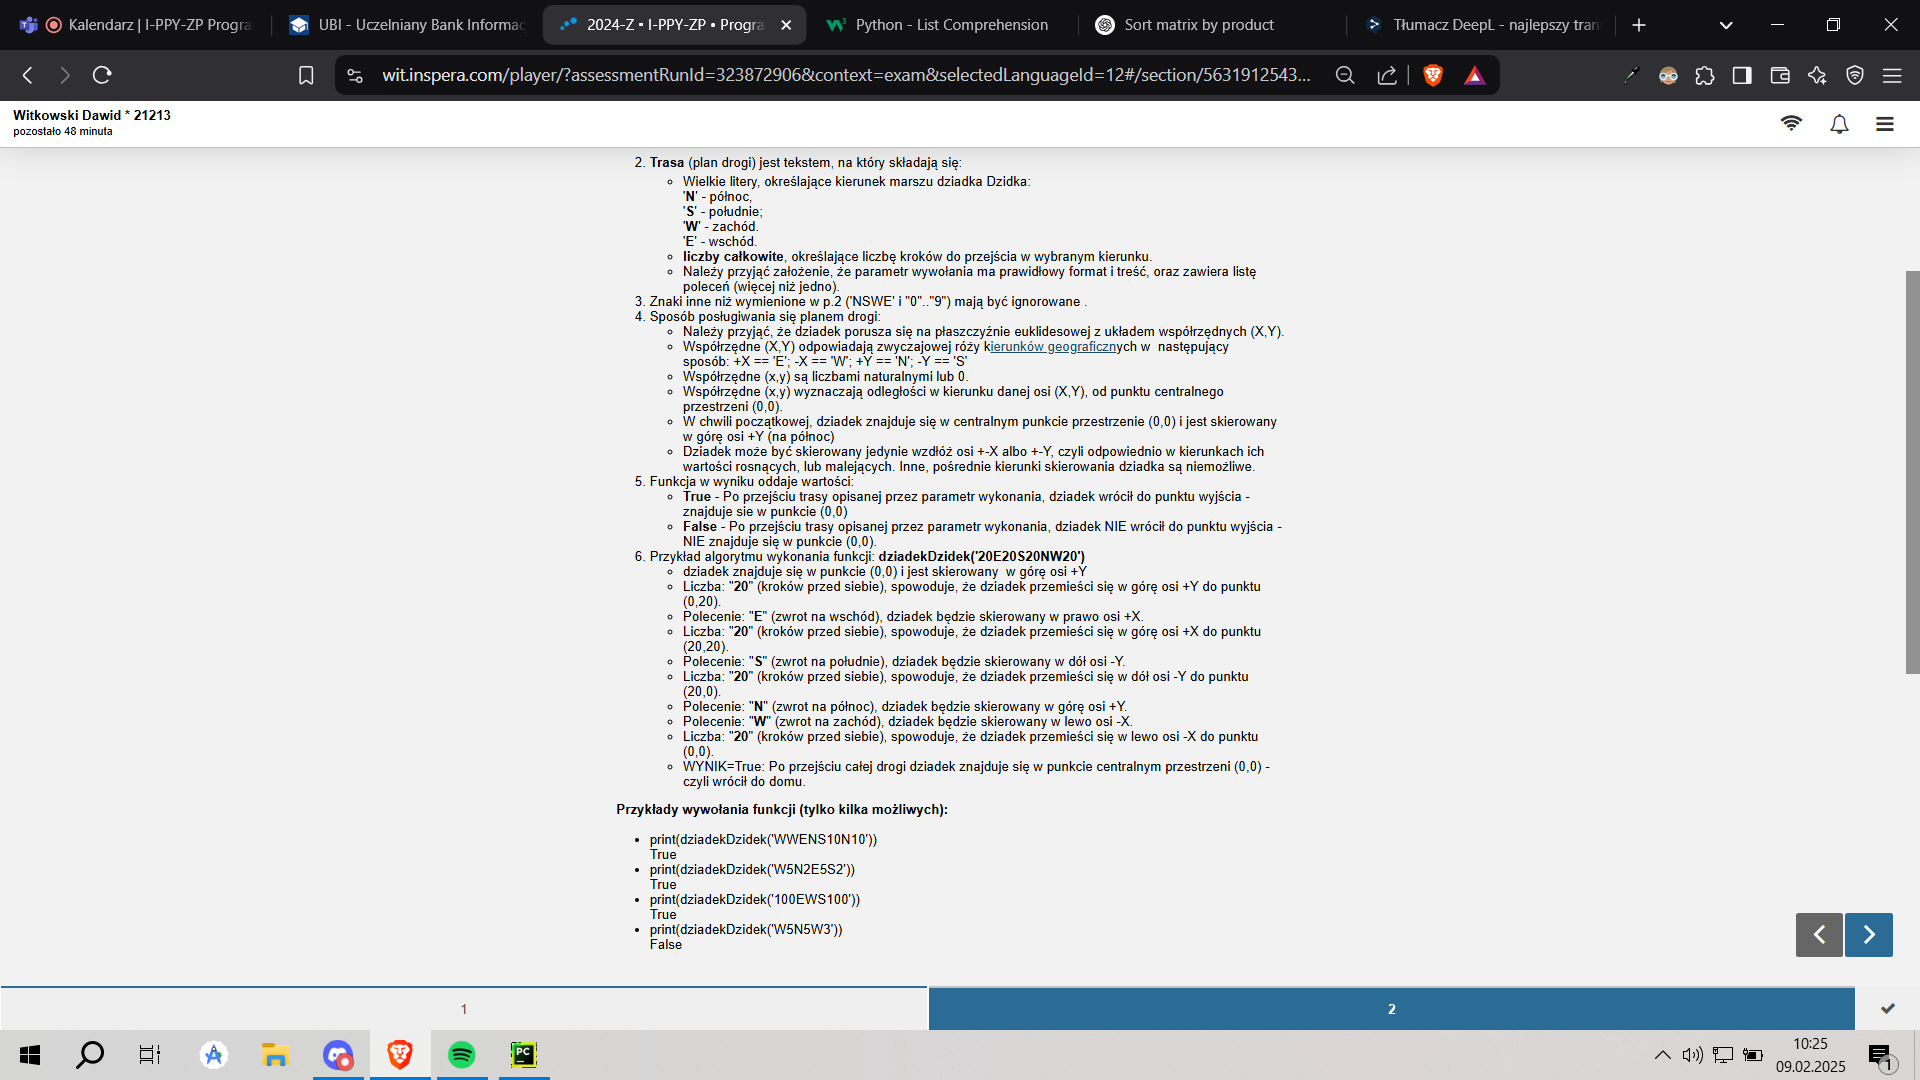 Kalendarz | I-PPY-ZP Progra
UBI - Uczelniany Bank Informac
2024-Z • I-PPY-ZP • Progra
Python - List Comprehension
Sort matrix by product
Tłumacz DeepL - najlepszy tran
wit.inspera.com/player/?assessmentRunId=323872906&context=exam&selectedLanguageId=12#/section/5631912543...
Witkowski Dawid * 21213
pozostało 48 minuta
2. Trasa (plan drogi) jest tekstem, na który składają się:
Wielkie litery, określające kierunek marszu dziadka Dzidka:
'N' - północ,
'S' - południe;
'W' - zachód.
'E' - wschód.
liczby całkowite, określające liczbę kroków do przejścia w wybranym kierunku.
Należy przyjąć założenie, że parametr wywołania ma prawidłowy format i treść, oraz zawiera listę
poleceń (więcej niż jedno).
3. Znaki inne niż wymienione w p.2 ('NSWE' i "0".."9") mają być ignorowane .
4. Sposób posługiwania się planem drogi:
Należy przyjąć, że dziadek porusza się na płaszczyźnie euklidesowej z układem współrzędnych (X,Y).
Współrzędne (X,Y) odpowiadają zwyczajowej róży kierunków geograficznych w  następujący
sposób: +X == 'E'; -X == 'W'; +Y == 'N'; -Y == 'S'
Współrzędne (x,y) są liczbami naturalnymi lub 0.
Współrzędne (x,y) wyznaczają odległości w kierunku danej osi (X,Y), od punktu centralnego
przestrzeni (0,0).
W chwili początkowej, dziadek znajduje się w centralnym punkcie przestrzenie (0,0) i jest skierowany
w górę osi +Y (na północ)
Dziadek może być skierowany jedynie wzdłóż osi +-X albo +-Y, czyli odpowiednio w kierunkach ich
wartości rosnących, lub malejących. Inne, pośrednie kierunki skierowania dziadka są niemożliwe.
5. Funkcja w wyniku oddaje wartości:
True - Po przejściu trasy opisanej przez parametr wykonania, dziadek wrócił do punktu wyjścia -
znajduje sie w punkcie (0,0)
False - Po przejściu trasy opisanej przez parametr wykonania, dziadek NIE wrócił do punktu wyjścia -
NIE znajduje się w punkcie (0,0).
6. Przykład algorytmu wykonania funkcji: dziadekDzidek('20E20S20NW20')
dziadek znajduje się w punkcie (0,0) i jest skierowany  w górę osi +Y
Liczba: "20" (kroków przed siebie), spowoduje, że dziadek przemieści się w górę osi +Y do punktu
(0,20).
Polecenie: "E" (zwrot na wschód), dziadek będzie skierowany w prawo osi +X.
Liczba: "20" (kroków przed siebie), spowoduje, że dziadek przemieści się w górę osi +X do punktu
(20,20).
Polecenie: "S" (zwrot na południe), dziadek będzie skierowany w dół osi -Y.
Liczba: "20" (kroków przed siebie), spowoduje, że dziadek przemieści się w dół osi -Y do punktu
(20,0).
Polecenie: "N" (zwrot na północ), dziadek będzie skierowany w górę osi +Y.
Polecenie: "W" (zwrot na zachód), dziadek będzie skierowany w lewo osi -X.
Liczba: "20" (kroków przed siebie), spowoduje, że dziadek przemieści się w lewo osi -X do punktu
(0,0).
WYNIK=True: Po przejściu całej drogi dziadek znajduje się w punkcie centralnym przestrzeni (0,0) -
czyli wrócił do domu.
Przykłady wywołania funkcji (tylko kilka możliwych):
print(dziadekDzidek('WWENS10N10'))
True
print(dziadekDzidek('W5N2E5S2'))
True
print(dziadekDzidek('100EWS100'))
True
print(dziadekDzidek('W5N5W3'))
False
1
2
10:25
09.02.2025
1